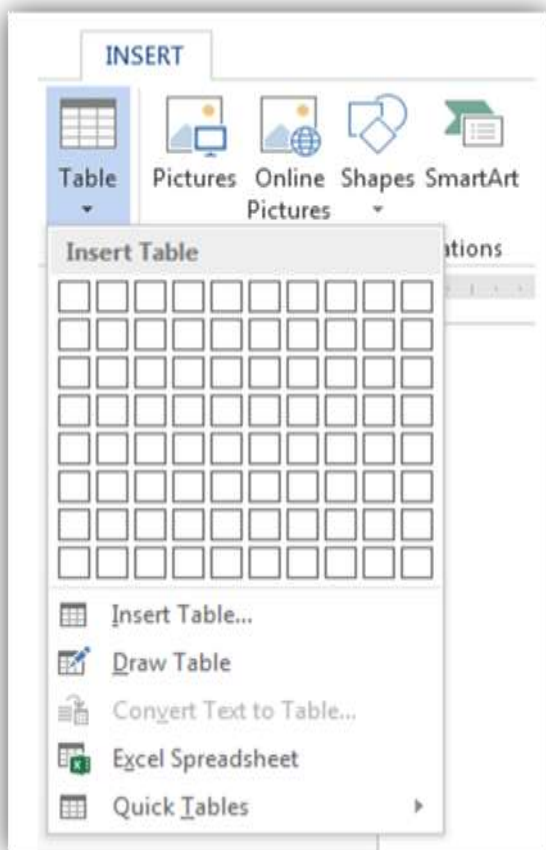 INSERT
Table Pictures Online Shapes SmartArt
Pictures
Insert Table
ations
Insert Table...
Draw Table
Convert Text to Table...
Excel Spreadsheet
Quick Tables